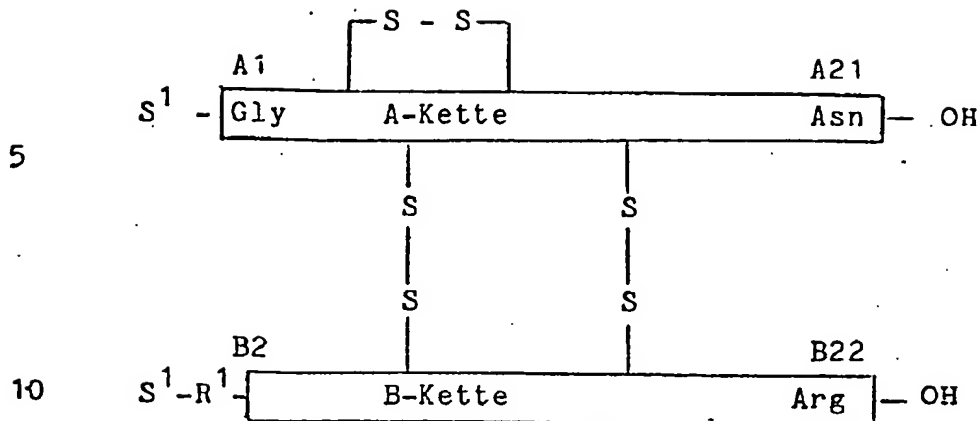 S - S
A1 A21
S¹ - Gly A-Kette Asn - OH
5
S S
S S
B2 B22
10 S¹-R¹- B-Kette Arg - OH